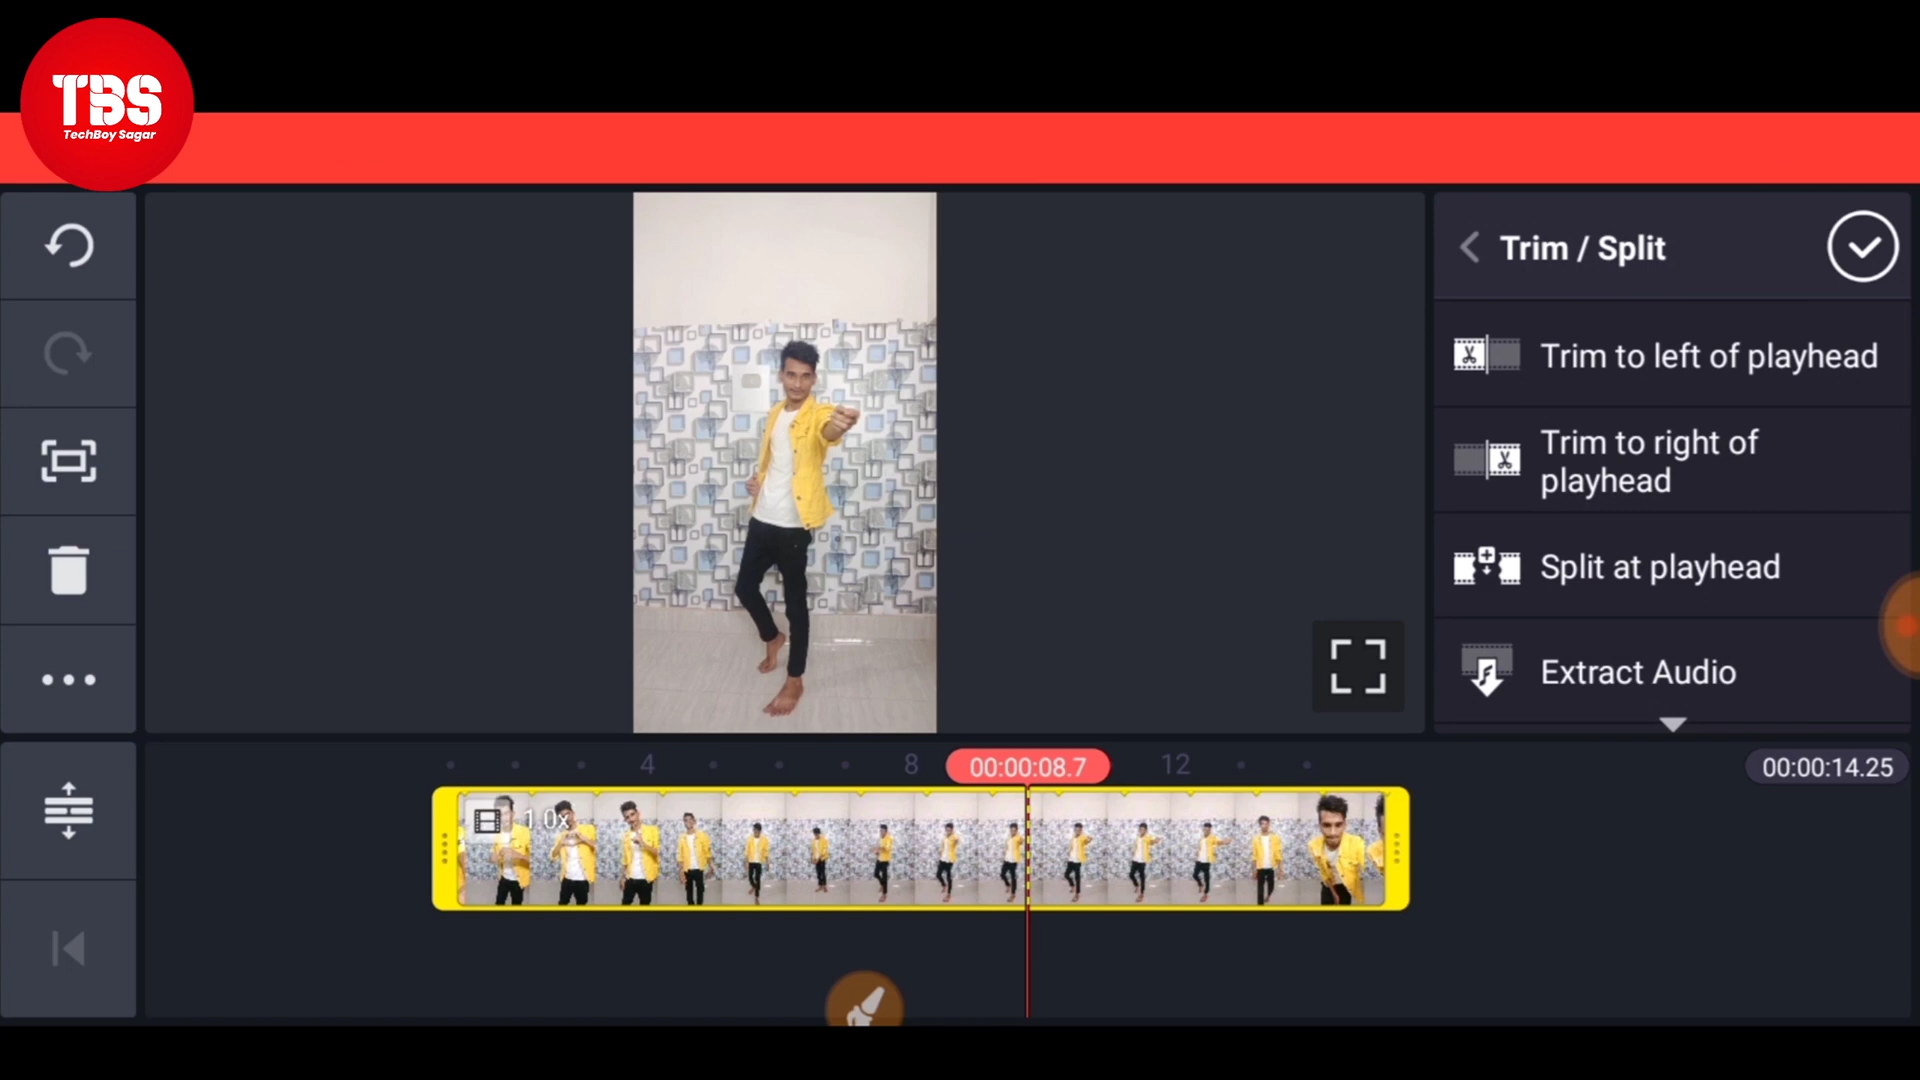 TBS
TechBoy Sagar
Trim / Split
Trim to left of playhead
Trim to right of
playhead
Split at playhead
Extract Audio
4
8
00:00:08.7
12
00:00:14.25
1.0x